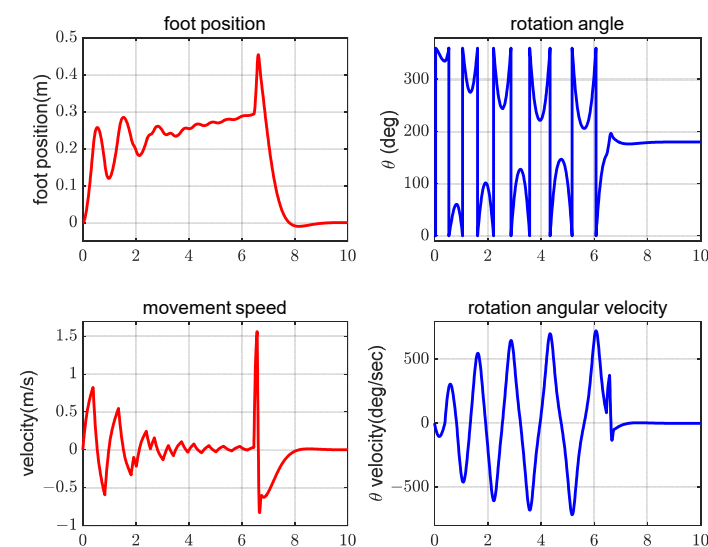 foot position
foot position(m)
0.5
0.4
0.3
0.2
0.1
0
0 2 4 6 8 10
rotation angle
θ (deg)
300
200
100
0
0 2 4 6 8 10
movement speed
velocity(m/s)
1.5
1
0.5
0
−0.5
−1
0 2 4 6 8 10
rotation angular velocity
θ velocity(deg/sec)
500
0
−500
0 2 4 6 8 10